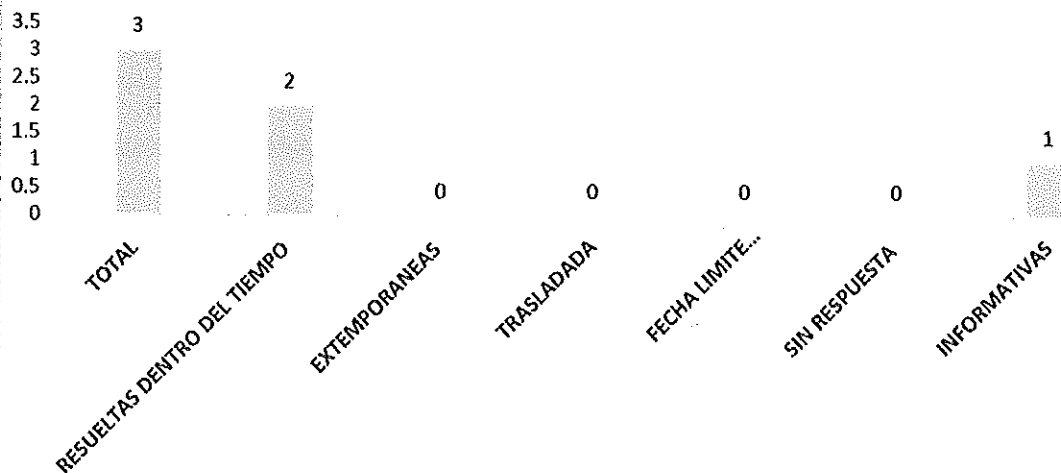 3.5
3
2.5
2
1.5
1
0.5
0
3
2
0
0
0
0
1
TOTAL
RESUELTAS DENTRO DEL TIEMPO
EXTEMPORANEAS
TRASLADADA
FECHA LIMITE...
SIN RESPUESTA
INFORMATIVAS